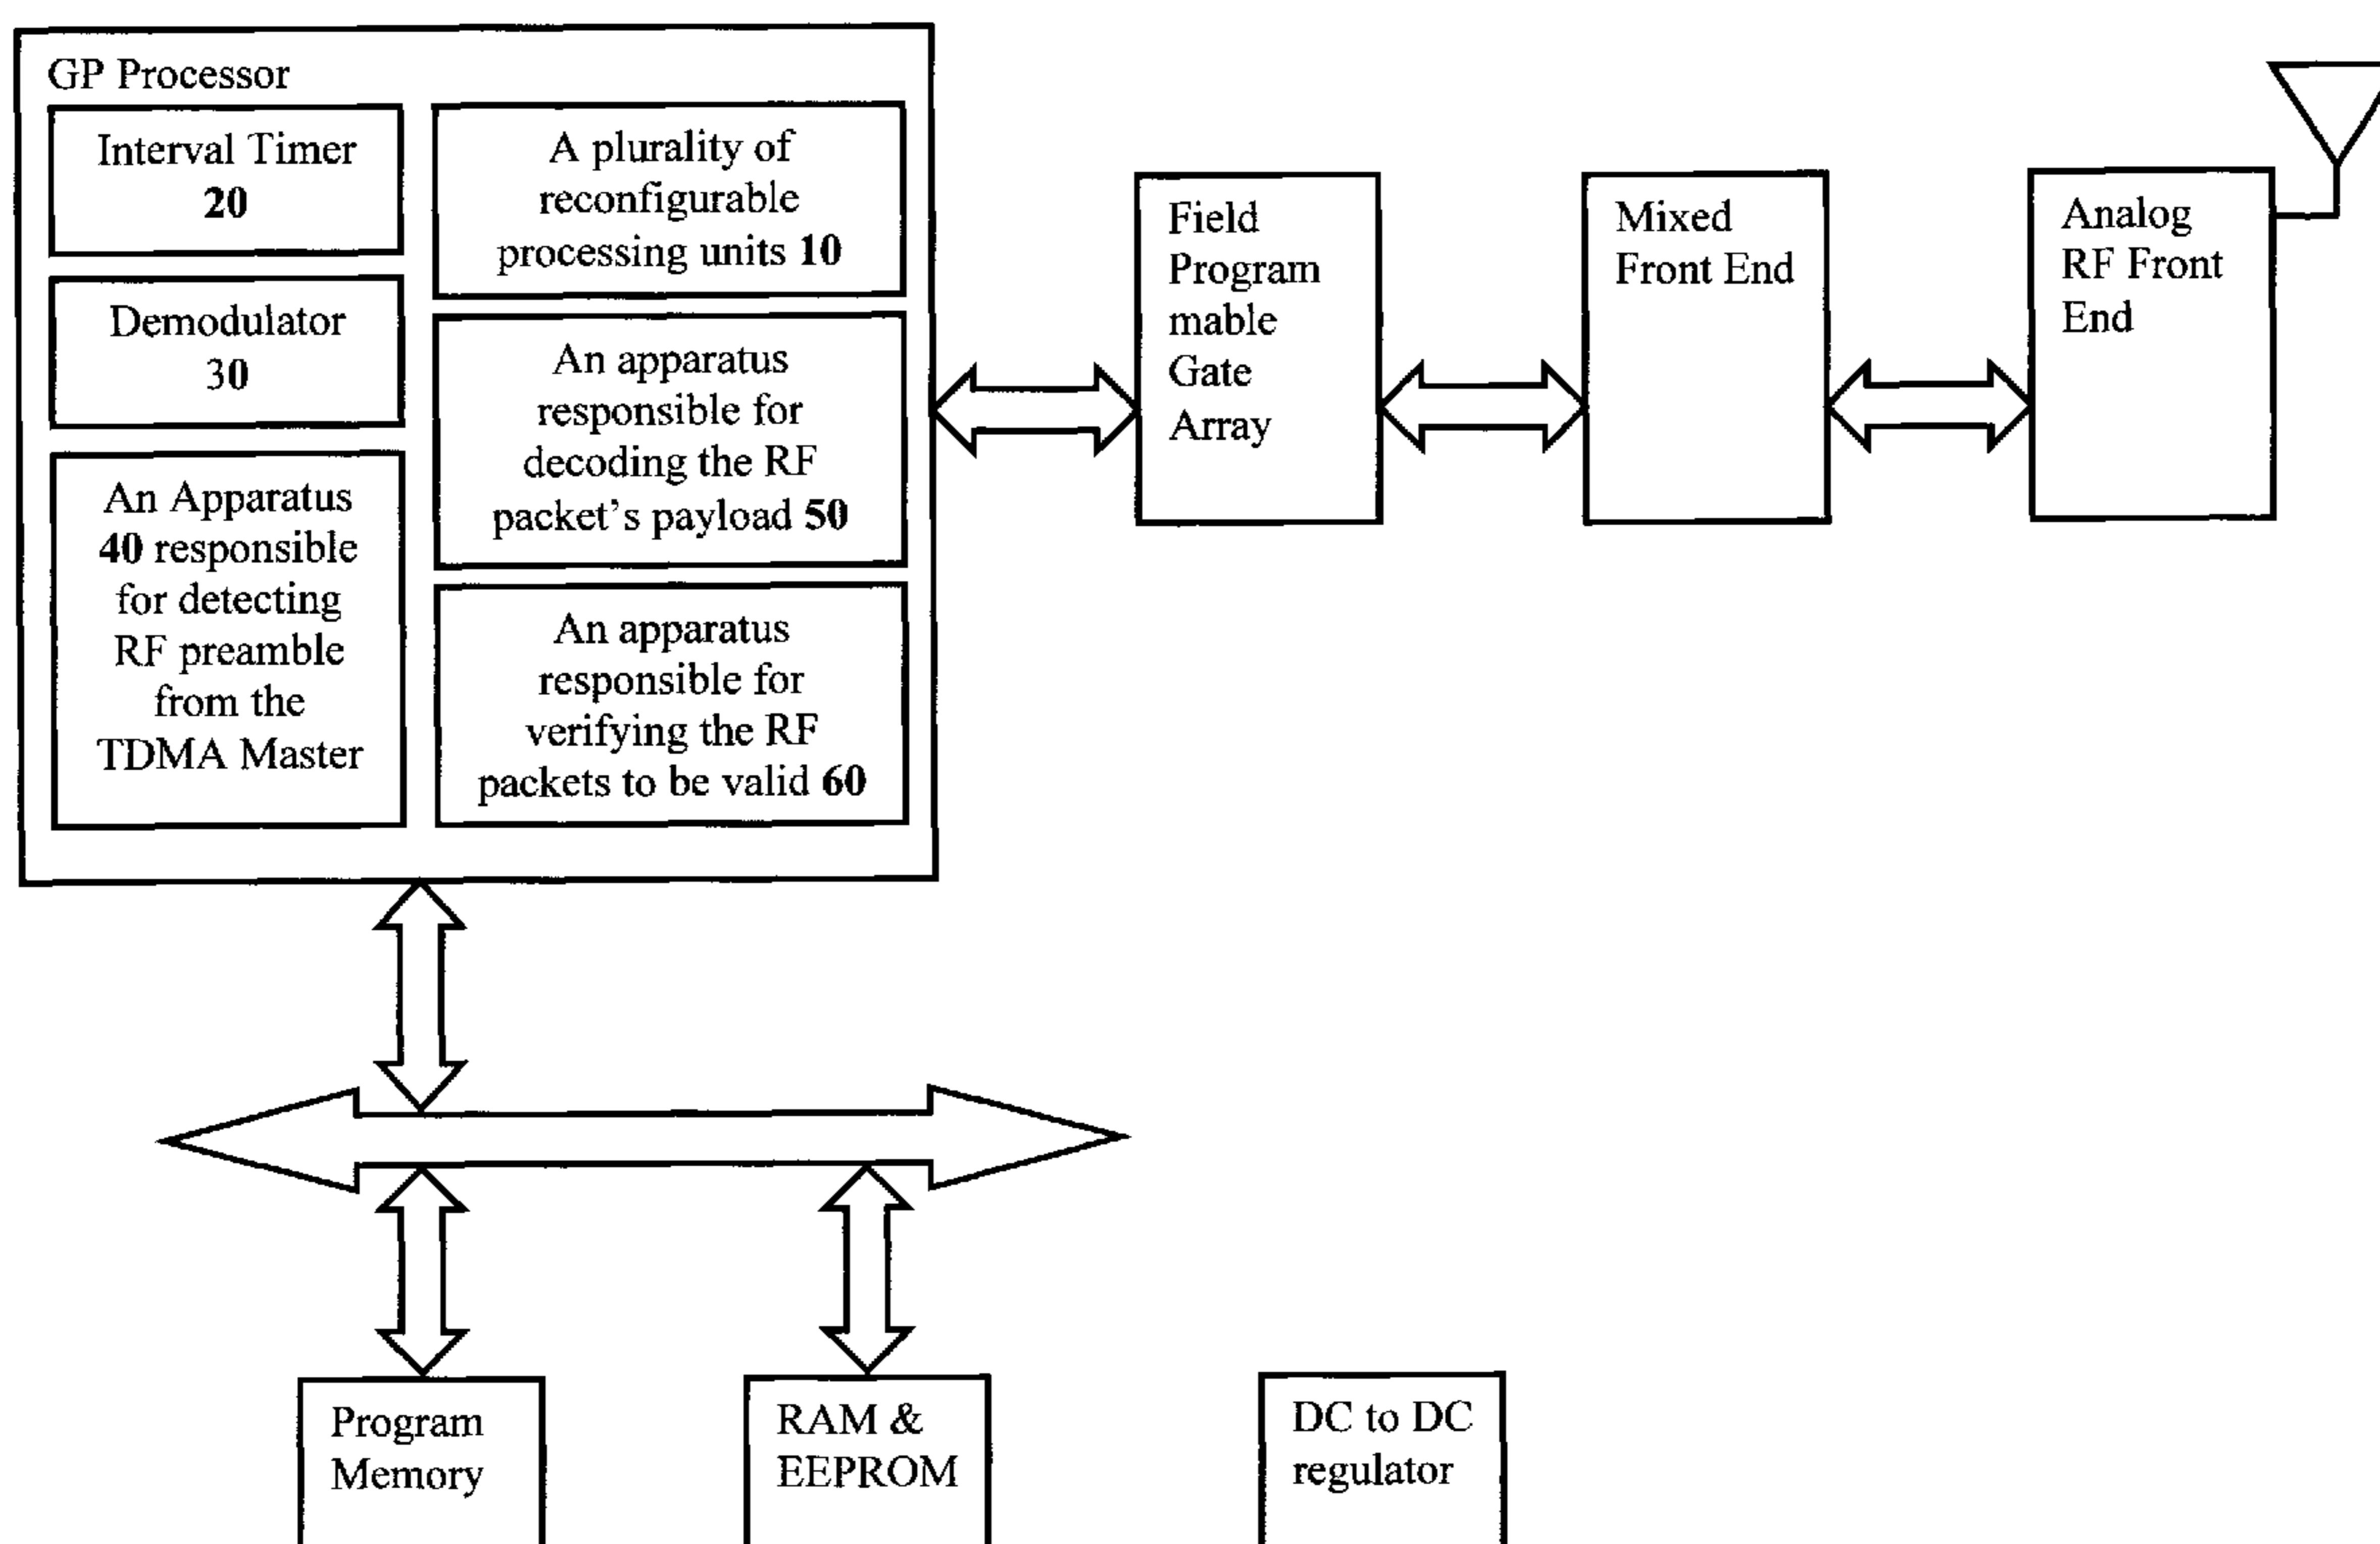 GP Processor
Interval Timer
20
Demodulator
30
An Apparatus
40 responsible
for detecting
RF preamble
from the
TDMA Master
A plurality of
reconfigurable
processing units 10
An apparatus
responsible for
decoding the RF
packet's payload 50
An apparatus
responsible for
verifying the RF
packets to be valid 60
Field
Program
mable
Gate
Array
Mixed
Front End
Analog
RF Front
End
Program
Memory
RAM &
EEPROM
DC to DC
regulator